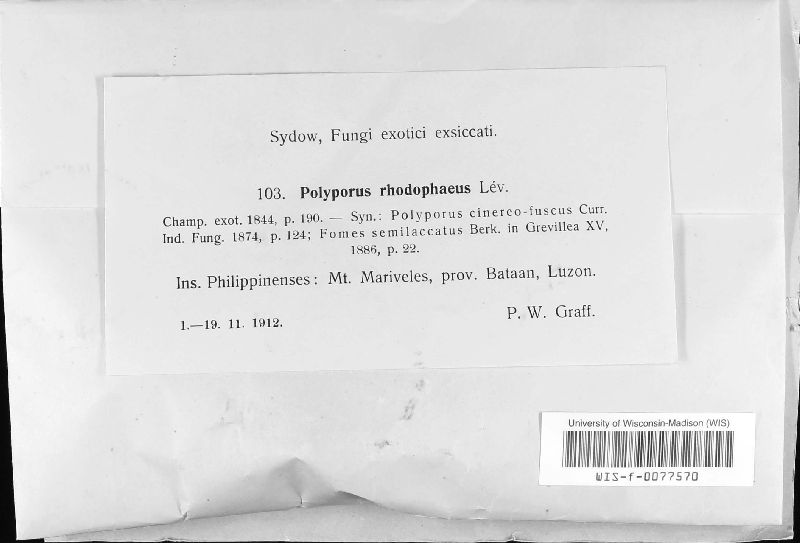 Sydow, Fungi exotici exsiccati.
103. Polyporus rhodophaeus Lév.
Champ. exot. 1844, p. 190. — Syn.: Polyporus cinereo-fuscus Curr.
Ind. Fung. 1874, p. 124; Fomes semilaccatus Berk. in Grevillea XV,
1886, p. 22.
Ins. Philippinenses: Mt. Mariveles, prov. Bataan, Luzon.
1.—19. 11. 1912.
P. W. Graff.
University of Wisconsin-Madison (WIS)
WIS-f-0077570